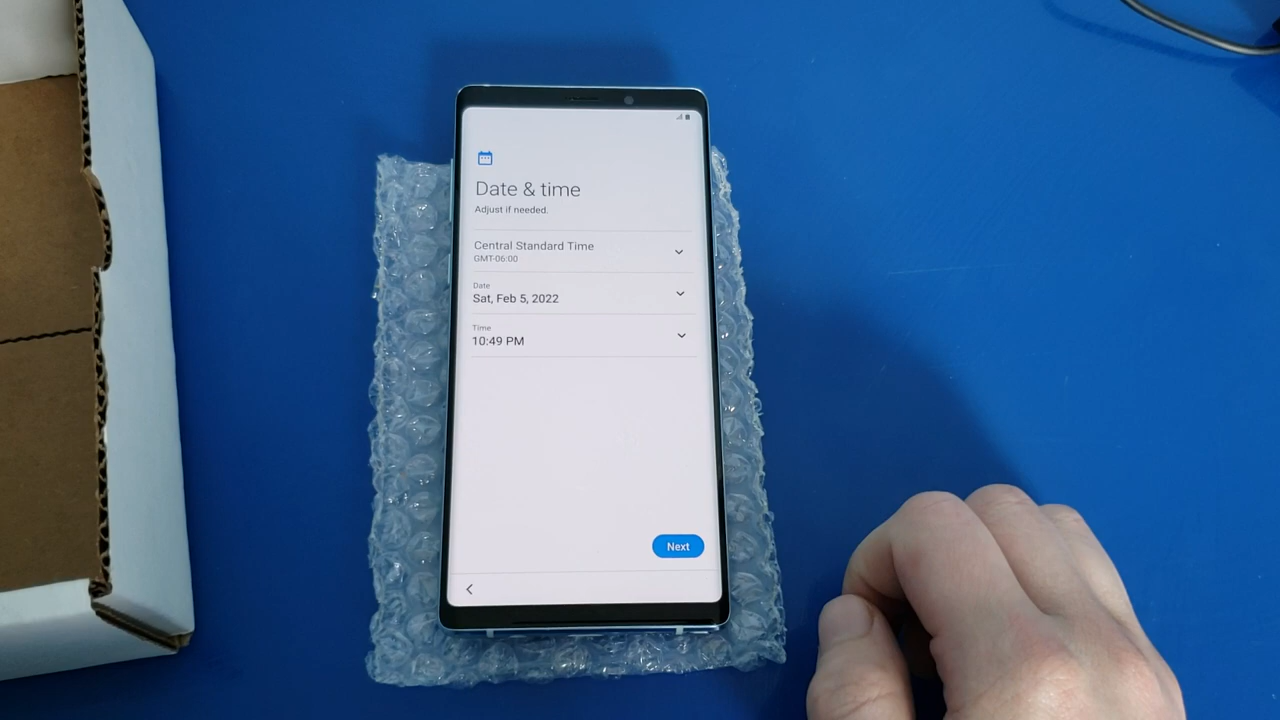 Date & time
Adjust if needed.
Central Standard Time
GMT-06:00
Date
Sat, Feb 5, 2022
Time
10:49 PM
Next